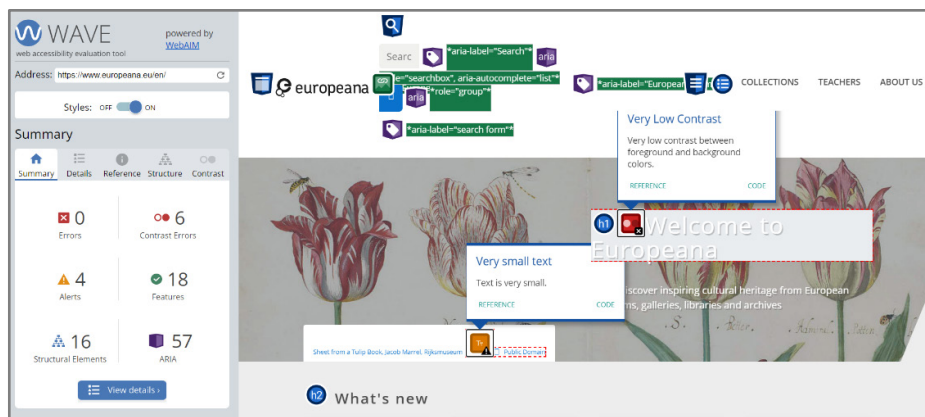 WAVE
web accessibility evaluation tool
powered by
WebAIM
Address: https://www.europeana.eu/en/
Styles: OFF ON
Summary
Summary Details Reference Structure Contrast
0
Errors
6
Contrast Errors
4
Alerts
18
Features
16
Structural Elements
57
ARIA
View details ›
Searc
*aria-label="Search"*
aria
="searchbox", aria-autocomplete="list"*
europeana
aria
*role="group"*
*aria-label="search form"*
*aria-label="European
COLLECTIONS TEACHERS ABOUT US
Very Low Contrast
Very low contrast between
foreground and background
colors.
REFERENCE CODE
h1 Welcome to
Europeana
Very small text
Text is very small.
REFERENCE CODE
iscover inspiring cultural heritage from European
ms, galleries, libraries and archives
Sheet from a Tulip Book, Jacob Marrel, Rijksmuseum
Public Domain
h2 What's new